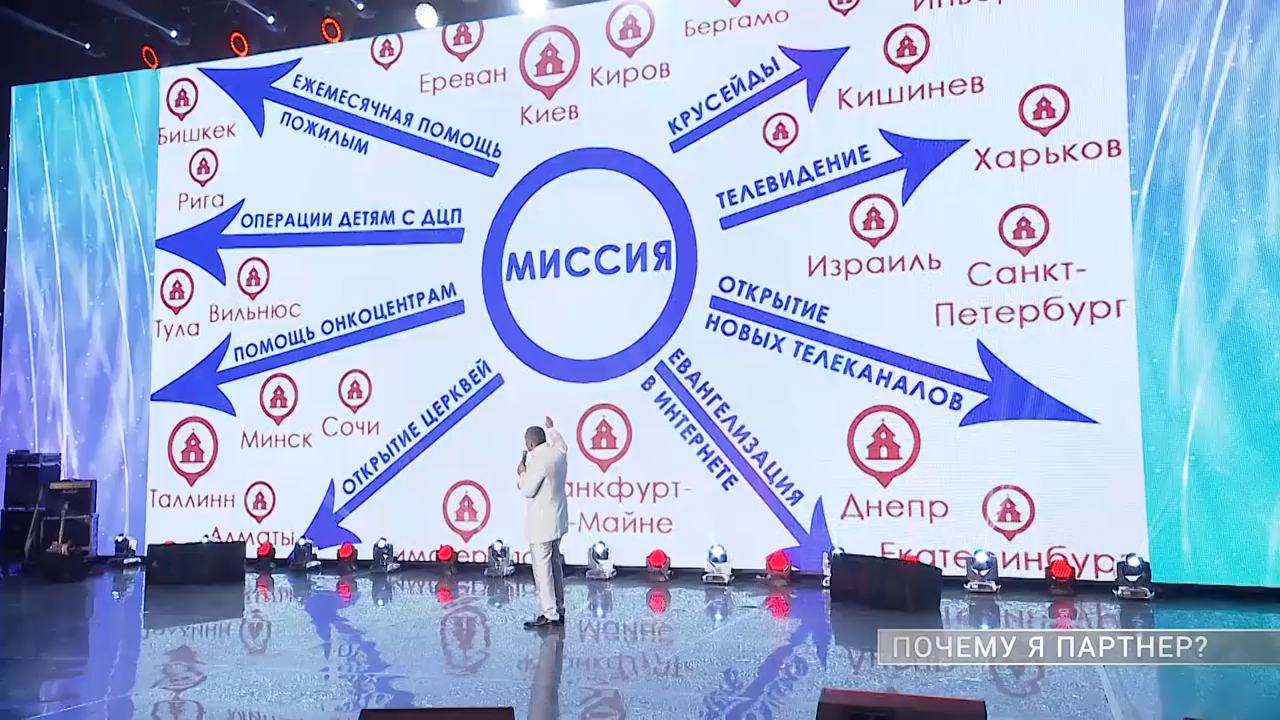 Бергамо
Ереван
Киров
Киев
Кишинев
КРУСЕЙДЫ
ЕЖЕМЕСЯЧНАЯ ПОМОЩЬ
ПОЖИЛЫМ
Бишкек
Харьков
ТЕЛЕВИДЕНИЕ
Рига
ОПЕРАЦИИ ДЕТЯМ С ДЦП
МИССИЯ
Израиль
Санкт-
Петербург
Тула
Вильнюс
ПОМОЩЬ ОНКОЦЕНТРАМ
ОТКРЫТИЕ
НОВЫХ ТЕЛЕКАНАЛОВ
Минск
Сочи
ОТКРЫТИЕ ЦЕРКВЕЙ
ЕВАНГЕЛИЗАЦИЯ
В ИНТЕРНЕТЕ
Таллинн
анкфурт-
-Майне
Днепр
Алматы
Екатеринбург
ПОЧЕМУ Я ПАРТНЕР?